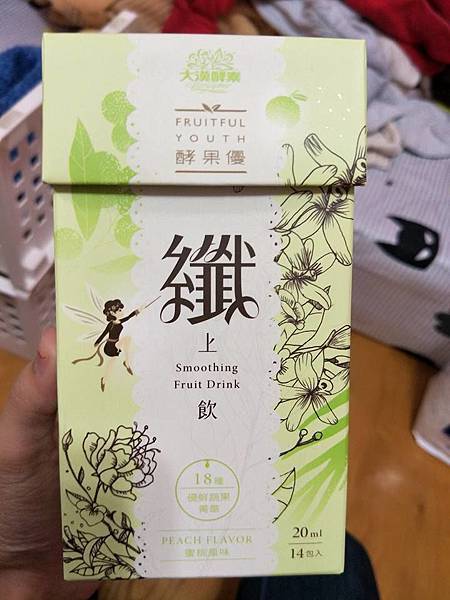 大漢酵素
FRUITFUL
YOUTH
酵果優
纖
上
Smoothing
Fruit Drink
飲
18種
優鮮蔬果
菁華
PEACH FLAVOR
蜜桃風味
20ml
14包入